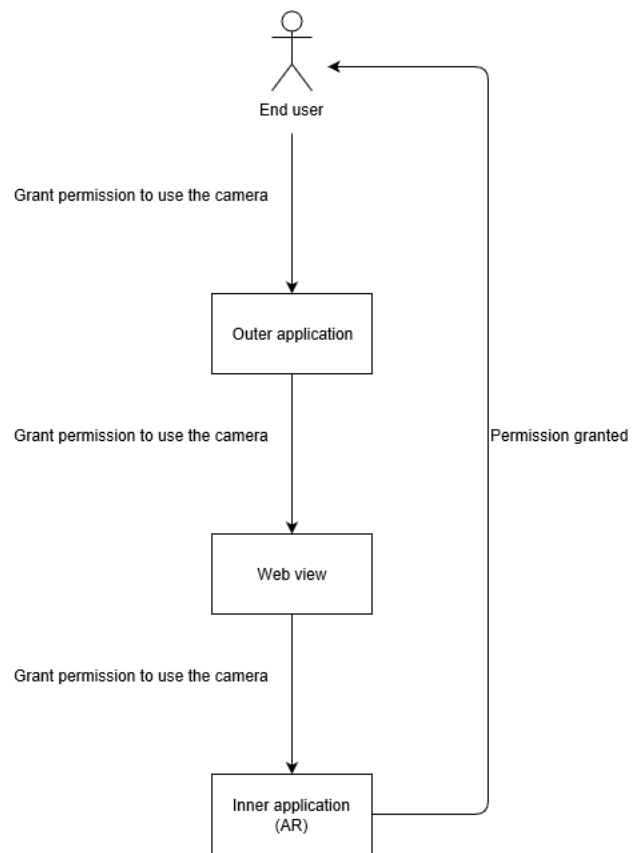 End user
Grant permission to use the camera
Outer application
Grant permission to use the camera
Permission granted
Web view
Grant permission to use the camera
Inner application
(AR)